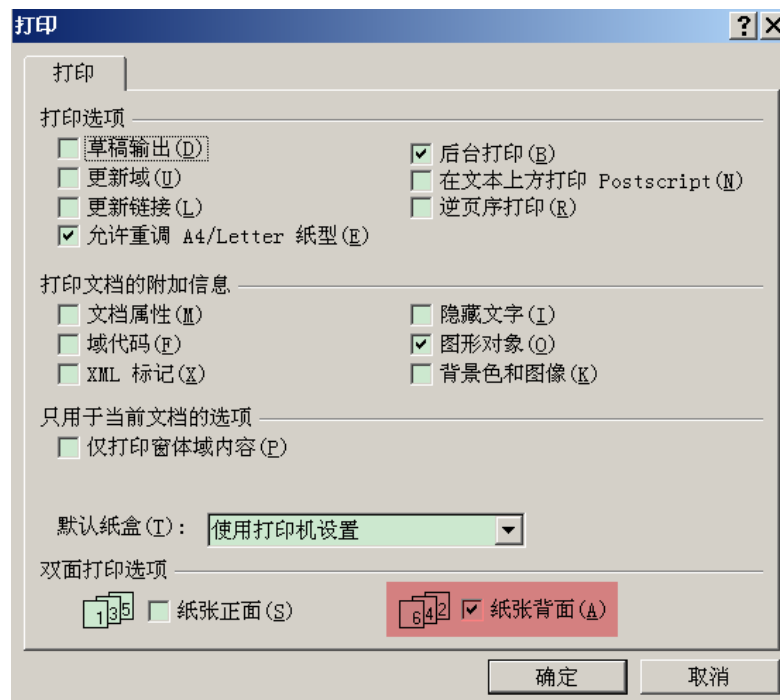 打印
打印
打印选项
草稿输出(D)
后台打印(B)
更新域(U)
在文本上方打印 Postscript(N)
更新链接(L)
逆页序打印(R)
允许重调 A4/Letter 纸型(E)
打印文档的附加信息
文档属性(M)
隐藏文字(I)
域代码(F)
图形对象(O)
XML 标记(X)
背景色和图像(K)
只用于当前文档的选项
仅打印窗体域内容(P)
默认纸盒(T):
使用打印机设置
双面打印选项
135 纸张正面(S)
642 纸张背面(A)
确定
取消